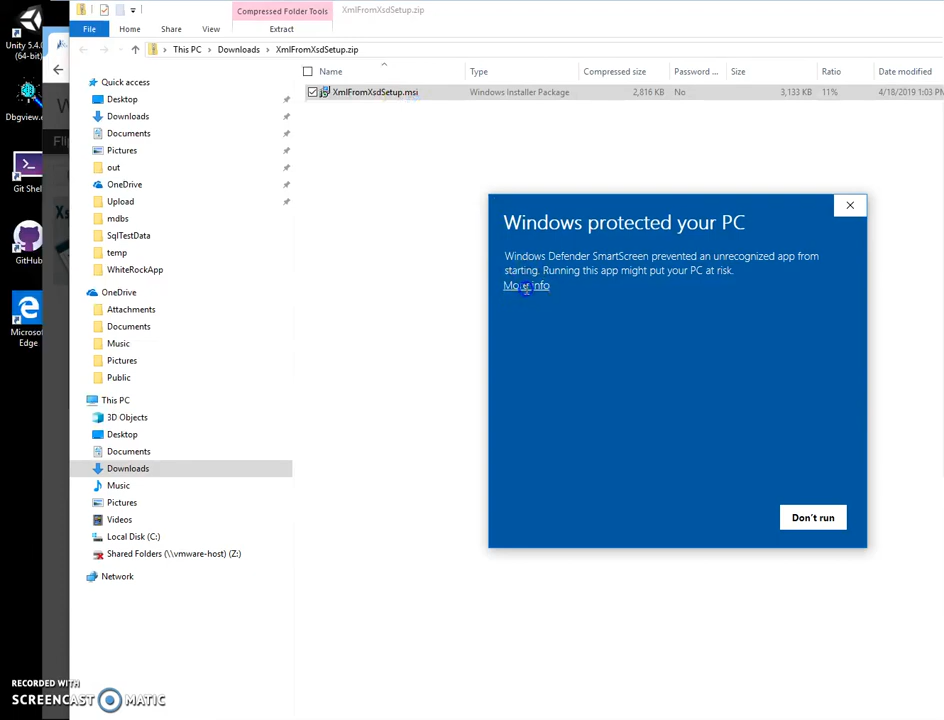 Compressed Folder Tools
XmlFromXsdSetup.zip
File
Home
Share
View
Extract
This PC
Downloads
XmlFromXsdSetup.zip
Unity 5.4.
(64-bit)
Dbgview.
Git Shell
GitHub
Microsof
Edge
Name
Type
Compressed size
Password ...
Size
Ratio
Date modified
XmlFromXsdSetup.msi
Windows Installer Package
2,816 KB
No
3,133 KB
11%
4/18/2019 1:03 PM
Quick access
Desktop
Downloads
Documents
Pictures
out
OneDrive
Upload
mdbs
SqlTestData
temp
WhiteRockApp
OneDrive
Attachments
Documents
Music
Pictures
Public
This PC
3D Objects
Desktop
Documents
Downloads
Music
Pictures
Videos
Local Disk (C:)
Shared Folders (\\vmware-host) (Z:)
Network
Windows protected your PC
Windows Defender SmartScreen prevented an unrecognized app from
starting. Running this app might put your PC at risk.
More info
Don't run
RECORDED WITH
SCREENCAST MATIC